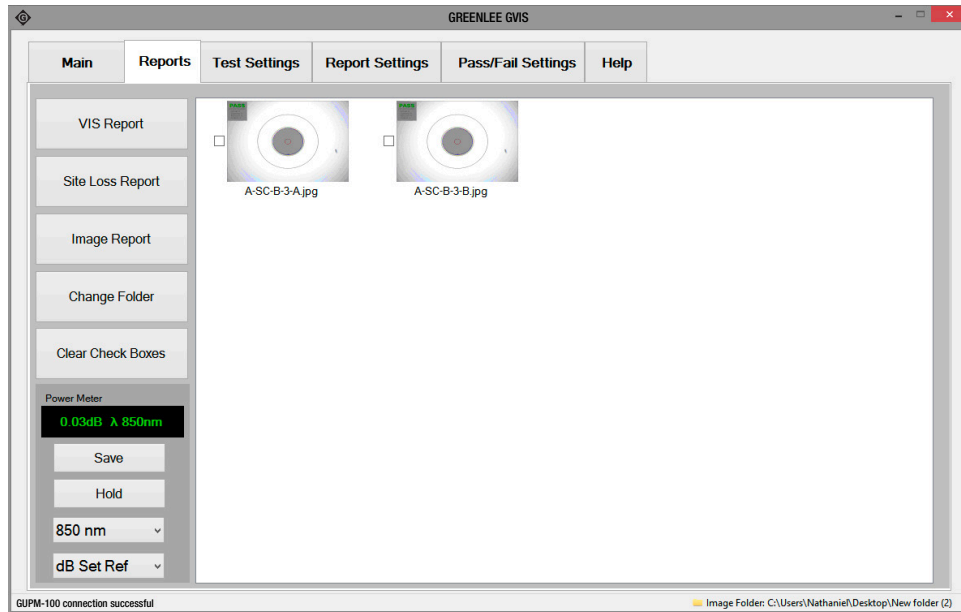 GREENLEE GVIS
Main Reports Test Settings Report Settings Pass/Fail Settings Help
VIS Report
Site Loss Report
Image Report
Change Folder
Clear Check Boxes
PASS
A-SC-B-3-A.jpg
PASS
A-SC-B-3-B.jpg
Power Meter
0.03dB λ 850nm
Save
Hold
850 nm
dB Set Ref
GUPM-100 connection successful
Image Folder: C:\Users\Nathaniel\Desktop\New folder (2)